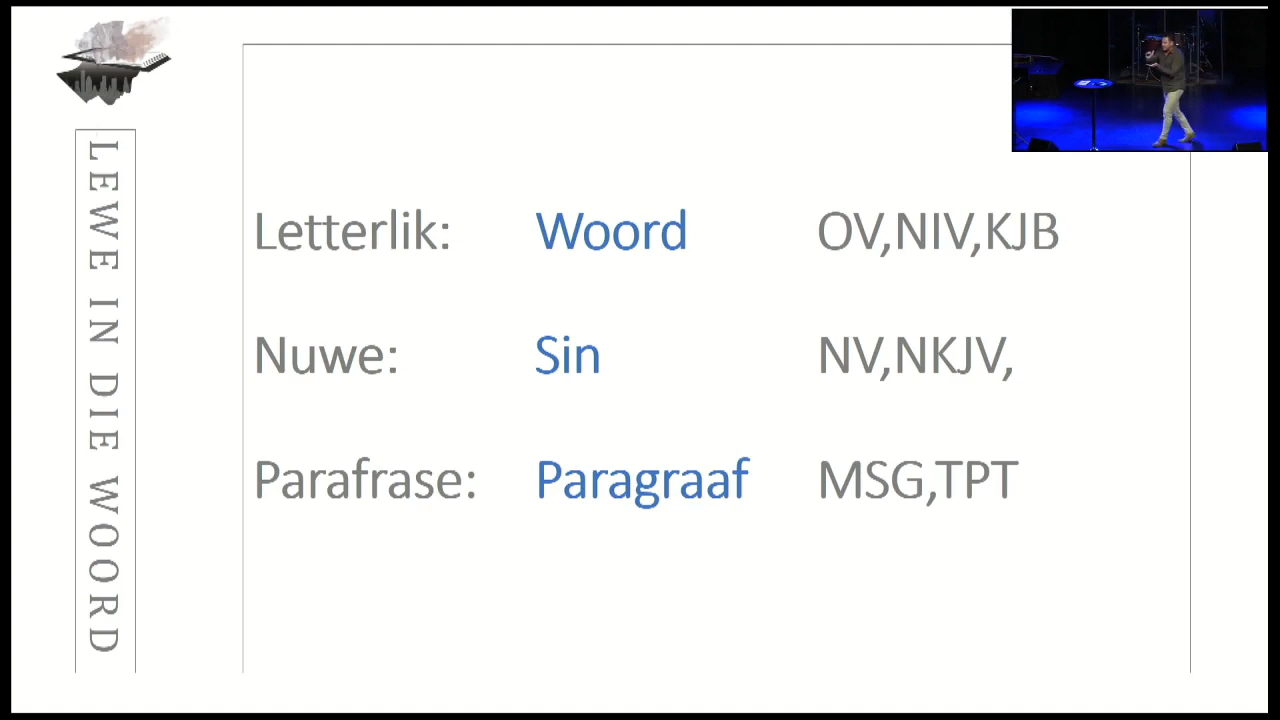 LEWE IN DIE WOORD
Letterlik: Woord OV,NIV,KJB
Nuwe: Sin NV,NKJV,
Parafrase: Paragraaf MSG,TPT